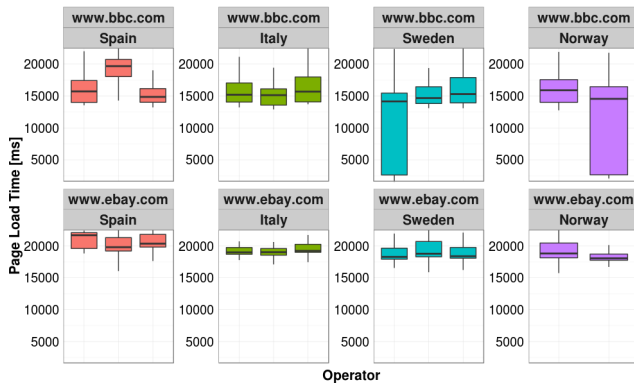 www.bbc.com www.bbc.com www.bbc.com www.bbc.com
Spain Italy Sweden Norway
20000 20000 20000 20000
15000 15000 15000 15000
10000 10000 10000 10000
5000 5000 5000 5000
Page Load Time [ms]
www.ebay.com www.ebay.com www.ebay.com www.ebay.com
Spain Italy Sweden Norway
20000 20000 20000 20000
15000 15000 15000 15000
10000 10000 10000 10000
5000 5000 5000 5000
Operator